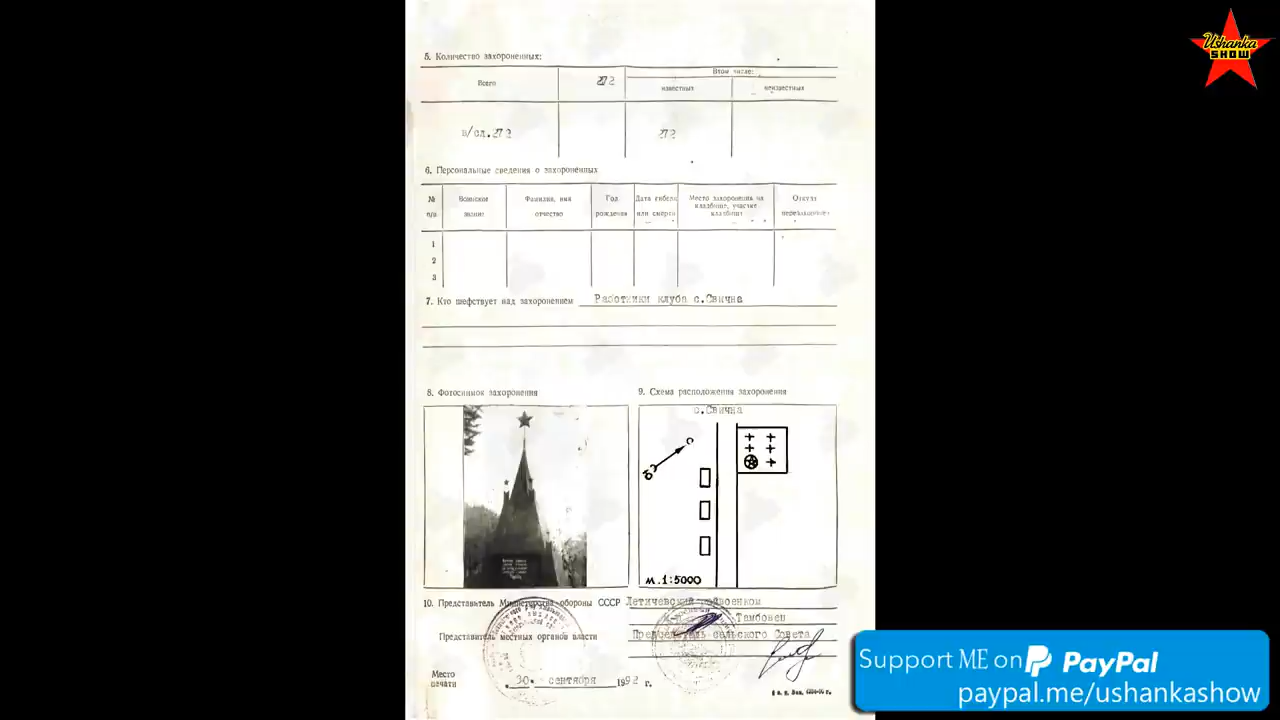 Ushanka
SHOW
5. Количество захороненных:
Всего
272
В том числе:
известных
неизвестных
в/сл.272
272
6. Персональные сведения о захороненных
№ п/п
Воинское звание
Фамилия, имя отчество
Год рождения
Дата гибели или смерти
Место захоронения на кладбище, участке кладбища
Откуда перезахоронен
1
2
3
7. Кто шефствует над захоронением Работники клуба с.Свична
8. Фотоснимок захоронения
9. Схема расположения захоронения
с.Свична
С
Ю
М. 1:5000
10. Представитель Министерства обороны СССР Летичевский райвоенком
Тамбовец
Представитель местных органов власти Председатель сельского Совета
Место печати
30 сентября 1992 г.
Support ME on PayPal
paypal.me/ushankashow